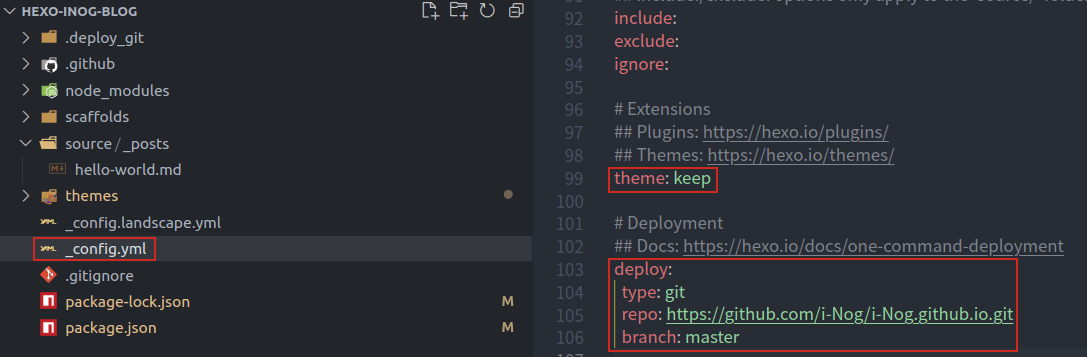 HEXO-INOG-BLOG
.deploy_git
.github
node_modules
scaffolds
source / _posts
hello-world.md
themes
_config.landscape.yml
_config.yml
.gitignore
package-lock.json M
package.json M
92 include:
93 exclude:
94 ignore:
95
96 # Extensions
97 ## Plugins: https://hexo.io/plugins/
98 ## Themes: https://hexo.io/themes/
99 theme: keep
100
101 # Deployment
102 ## Docs: https://hexo.io/docs/one-command-deployment
103 deploy:
104 type: git
105 repo: https://github.com/i-Nog/i-Nog.github.io.git
106 branch: master
107